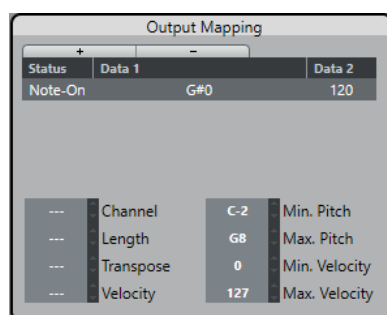 Output Mapping
+ −
Status Data 1 Data 2
Note-On G#0 120
--- Channel C-2 Min. Pitch
--- Length G8 Max. Pitch
--- Transpose 0 Min. Velocity
--- Velocity 127 Max. Velocity